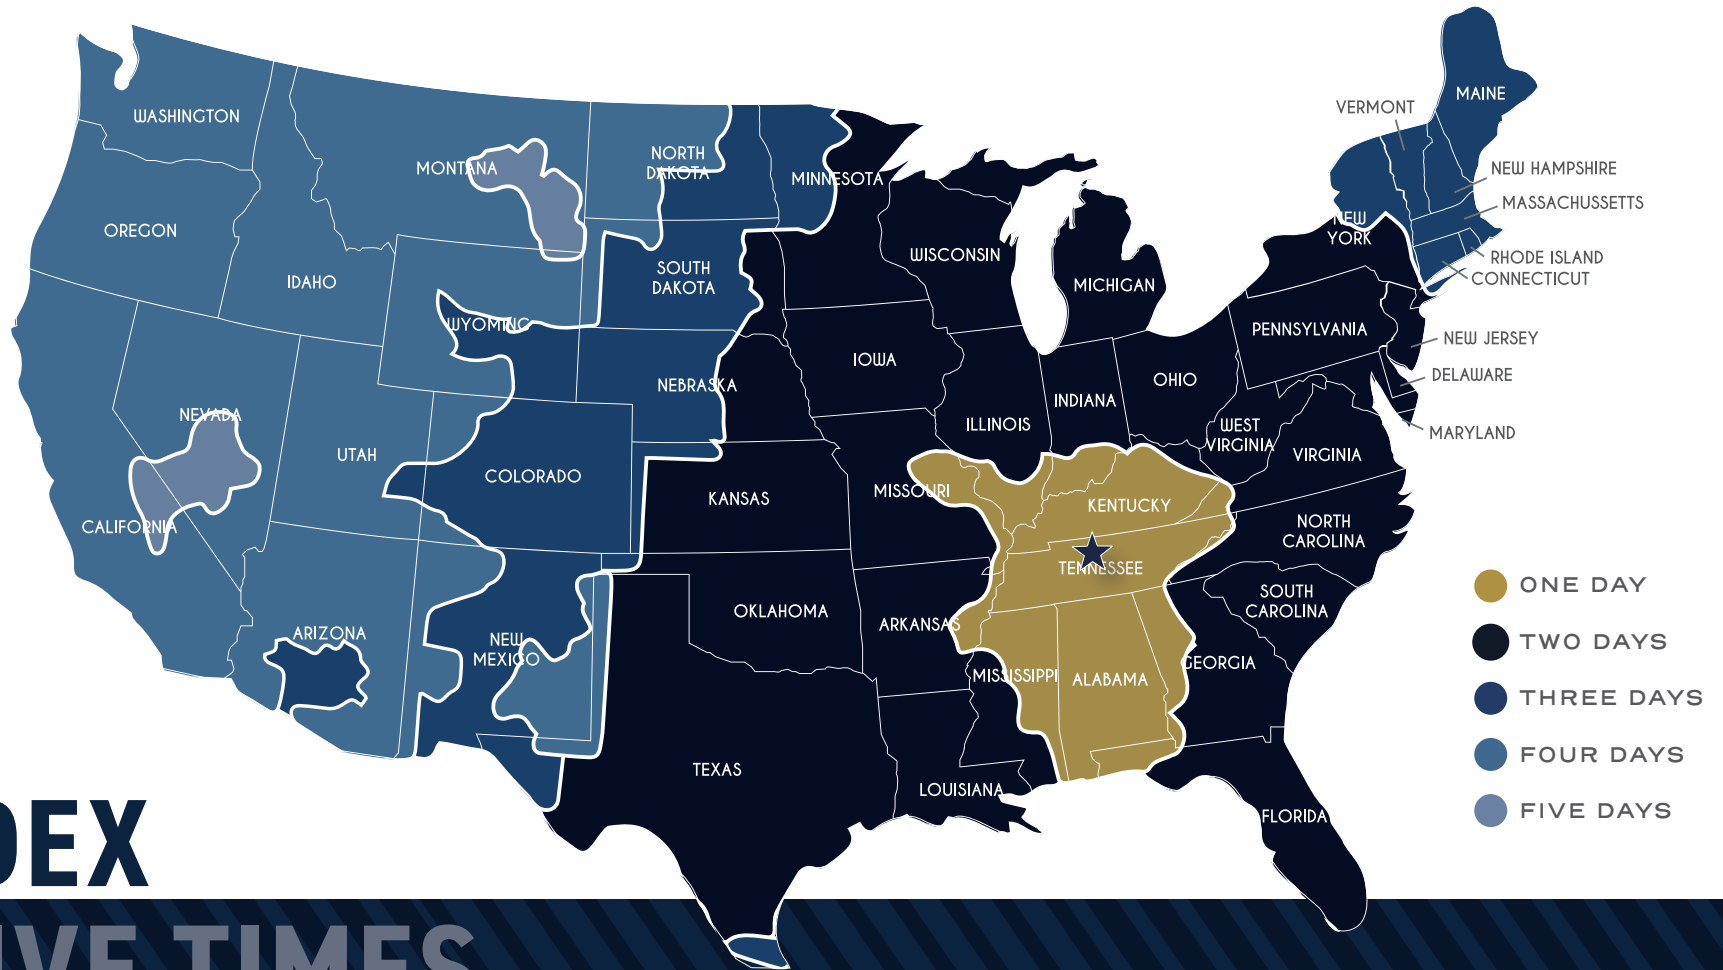 WASHINGTON
OREGON
IDAHO
MONTANA
NORTH
DAKOTA
MINNESOTA
SOUTH
DAKOTA
WYOMING
NEBRASKA
NEVADA
UTAH
COLORADO
CALIFORNIA
ARIZONA
NEW
MEXICO
KANSAS
OKLAHOMA
TEXAS
IOWA
WISCONSIN
MICHIGAN
ILLINOIS
INDIANA
OHIO
MISSOURI
ARKANSAS
LOUISIANA
MISSISSIPPI
ALABAMA
TENNESSEE
KENTUCKY
WEST
VIRGINIA
VIRGINIA
NORTH
CAROLINA
SOUTH
CAROLINA
GEORGIA
FLORIDA
PENNSYLVANIA
NEW
YORK
VERMONT
MAINE
NEW HAMPSHIRE
MASSACHUSSETTS
RHODE ISLAND
CONNECTICUT
NEW JERSEY
DELAWARE
MARYLAND
ONE DAY
TWO DAYS
THREE DAYS
FOUR DAYS
FIVE DAYS
DEX
IVE TIMES